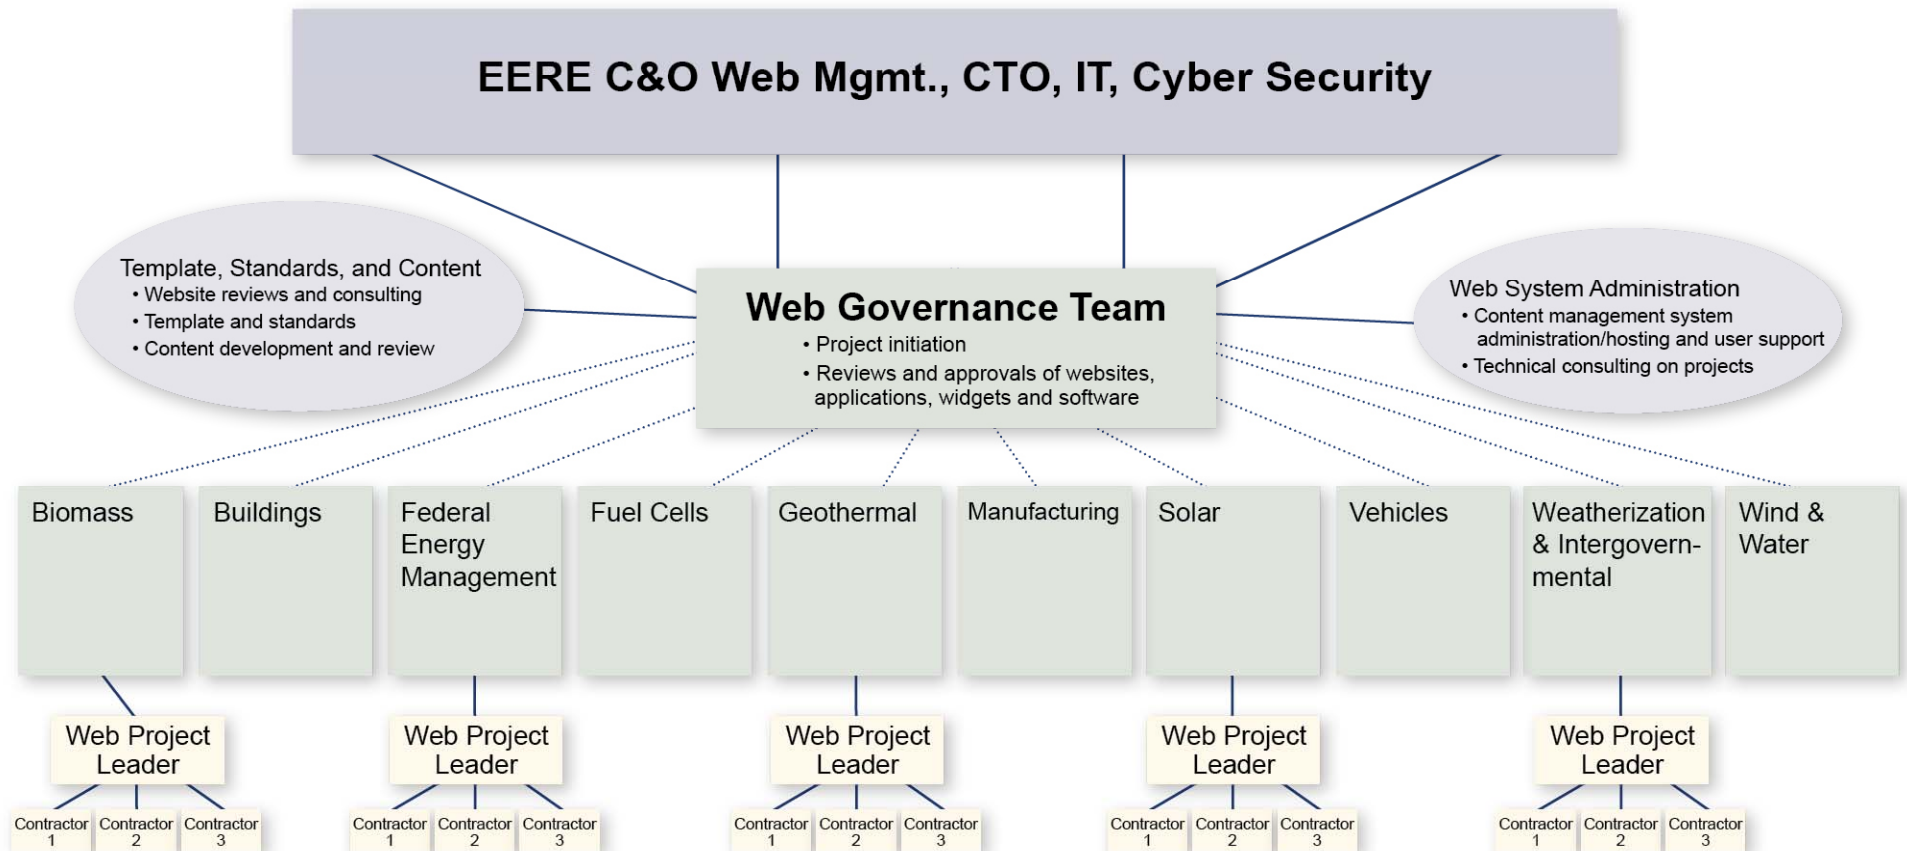 EERE C&O Web Mgmt., CTO, IT, Cyber Security
Template, Standards, and Content
• Website reviews and consulting
• Template and standards
• Content development and review
Web Governance Team
• Project initiation
• Reviews and approvals of websites,
applications, widgets and software
Web System Administration
• Content management system
administration/hosting and user support
• Technical consulting on projects
Biomass
Buildings
Federal
Energy
Management
Fuel Cells
Geothermal
Manufacturing
Solar
Vehicles
Weatherization
& Intergovern-
mental
Wind &
Water
Web Project
Leader
Web Project
Leader
Web Project
Leader
Web Project
Leader
Web Project
Leader
Contractor
1
Contractor
2
Contractor
3
Contractor
1
Contractor
2
Contractor
3
Contractor
1
Contractor
2
Contractor
3
Contractor
1
Contractor
2
Contractor
3
Contractor
1
Contractor
2
Contractor
3